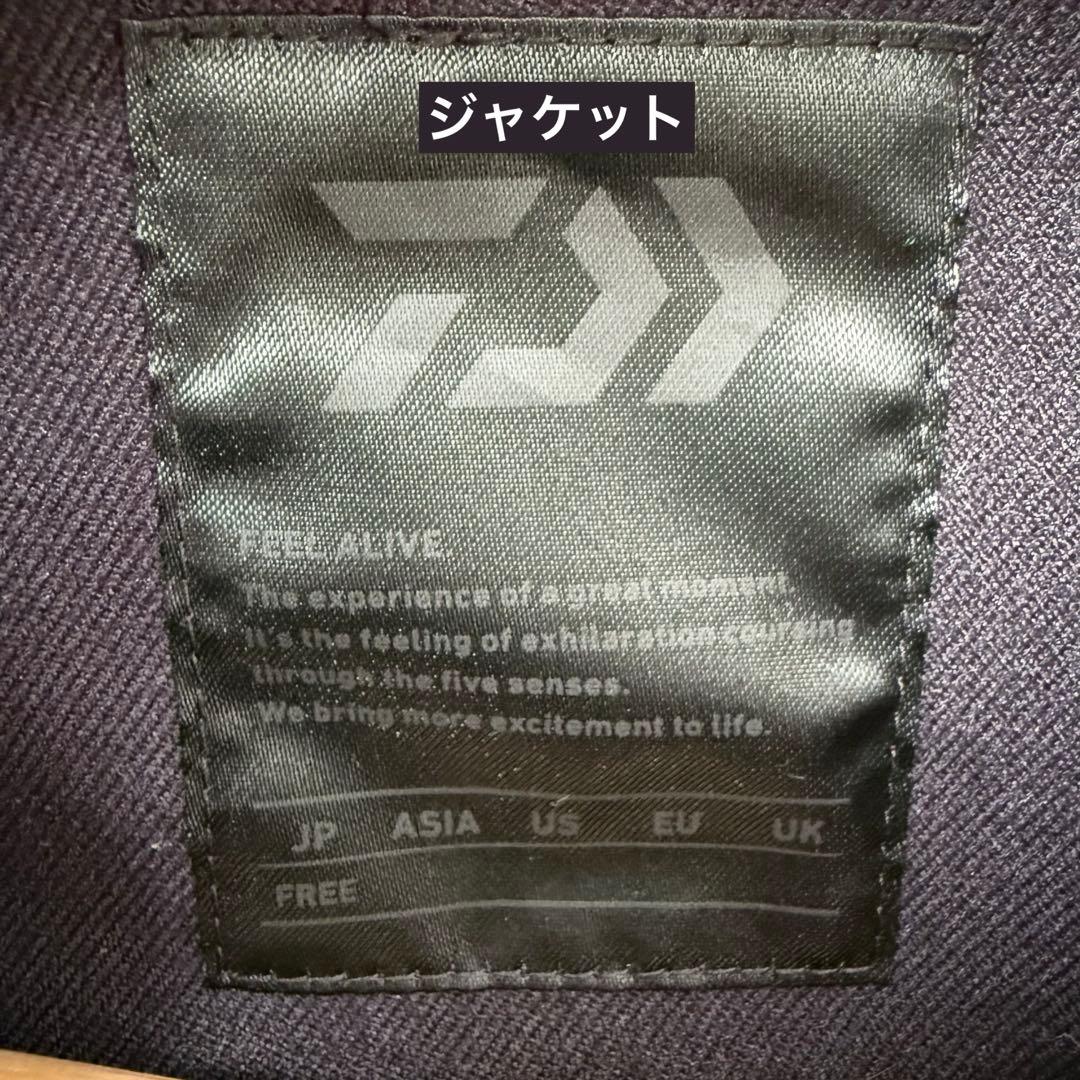 ジャケット
FEEL ALIVE.
The experience of a great moment.
It's the feeling of exhilaration coursing
through the five senses.
We bring more excitement to life.
JP ASIA US EU UK
FREE